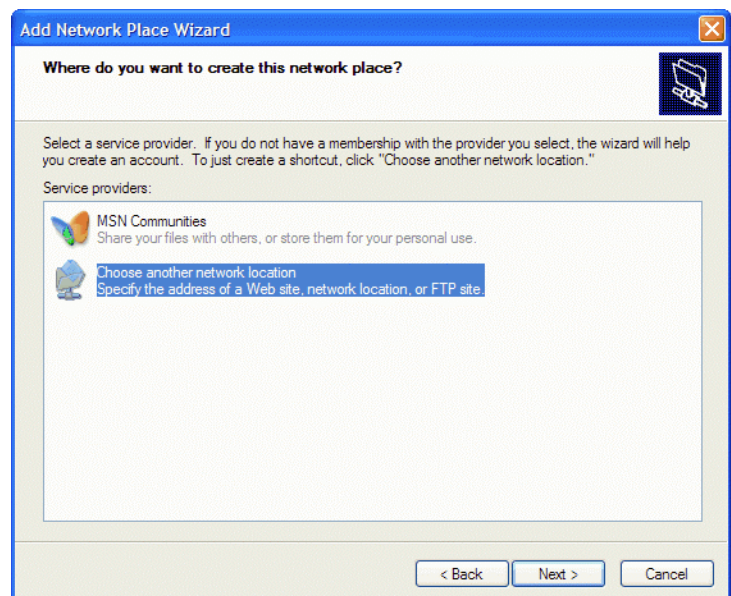 Add Network Place Wizard
Where do you want to create this network place?
Select a service provider. If you do not have a membership with the provider you select, the wizard will help
you create an account. To just create a shortcut, click "Choose another network location."
Service providers:
MSN Communities
Share your files with others, or store them for your personal use.
Choose another network location
Specify the address of a Web site, network location, or FTP site.
< Back Next > Cancel